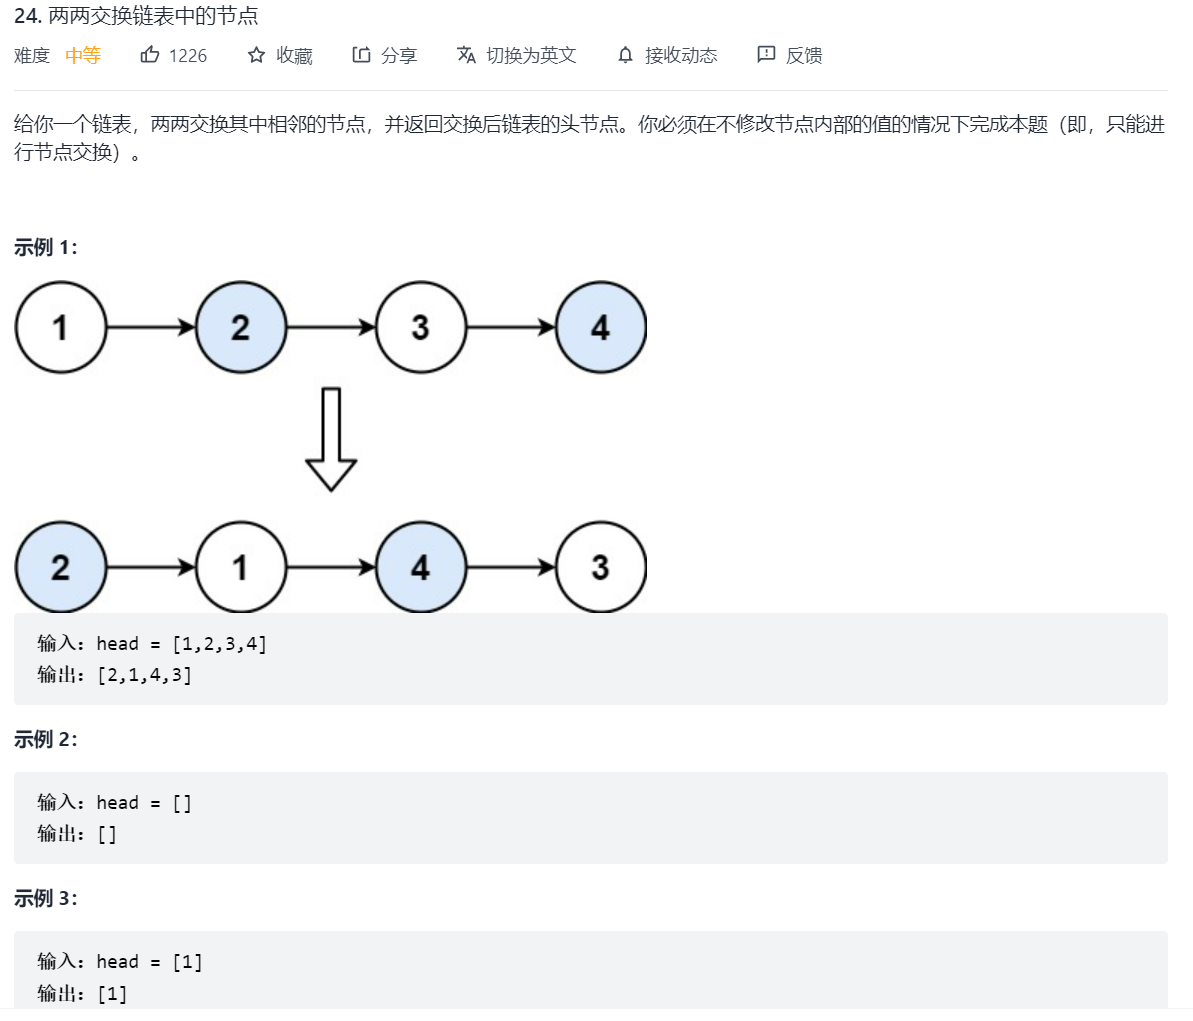 24. 两两交换链表中的节点
难度 中等 1226 收藏 分享 切换为英文 接收动态 反馈
给你一个链表，两两交换其中相邻的节点，并返回交换后链表的头节点。你必须在不修改节点内部的值的情况下完成本题（即，只能进
行节点交换）。
示例 1：
1 2 3 4
2 1 4 3
输入：head = [1,2,3,4]
输出：[2,1,4,3]
示例 2：
输入：head = []
输出：[]
示例 3：
输入：head = [1]
输出：[1]